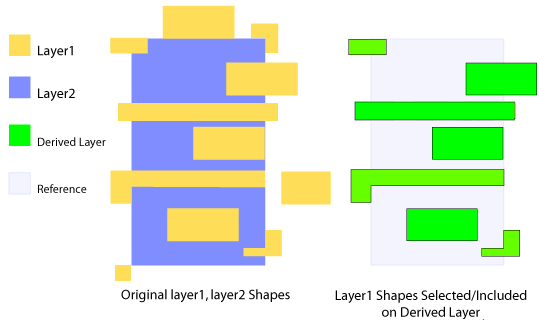 Layer1
Layer2
Derived Layer
Reference
Original layer1, layer2 Shapes
Layer1 Shapes Selected/Included
on Derived Layer